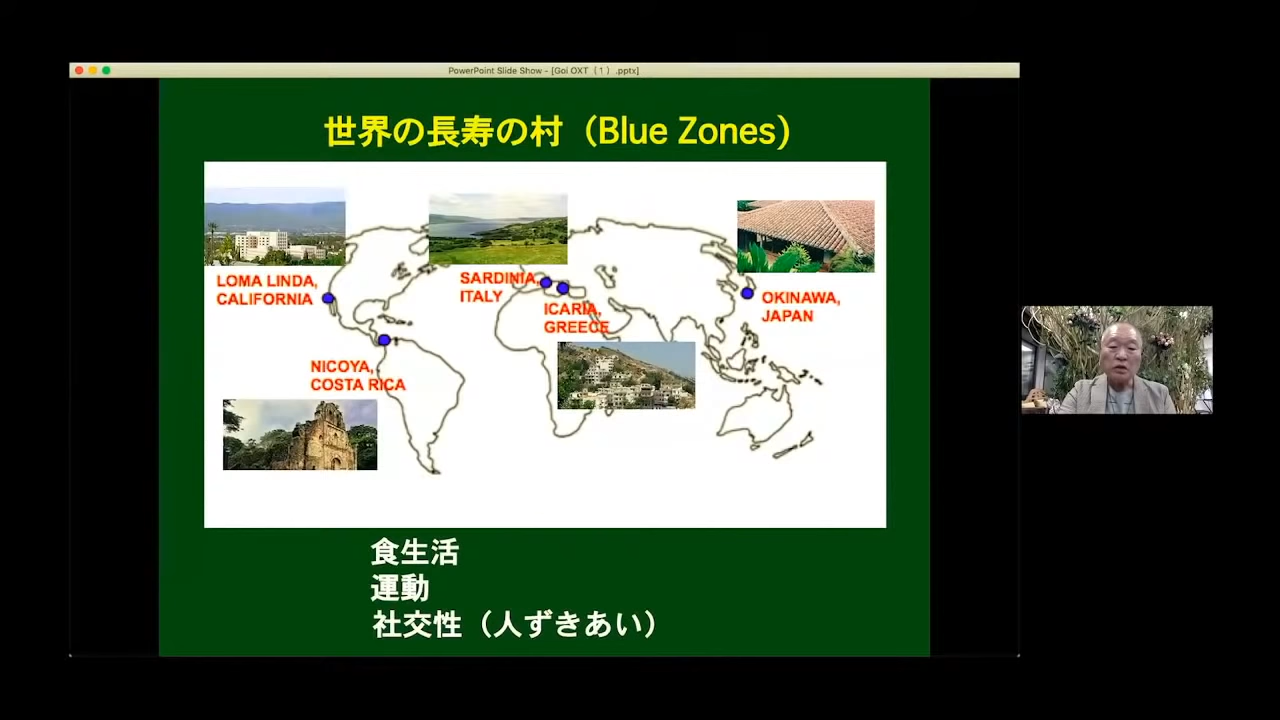 PowerPoint Slide Show - [Goi OXT（１）.pptx]
世界の長寿の村（Blue Zones）
LOMA LINDA,
CALIFORNIA
SARDINIA,
ITALY
ICARIA,
GREECE
OKINAWA,
JAPAN
NICOYA,
COSTA RICA
食生活
運動
社交性（人ずきあい）